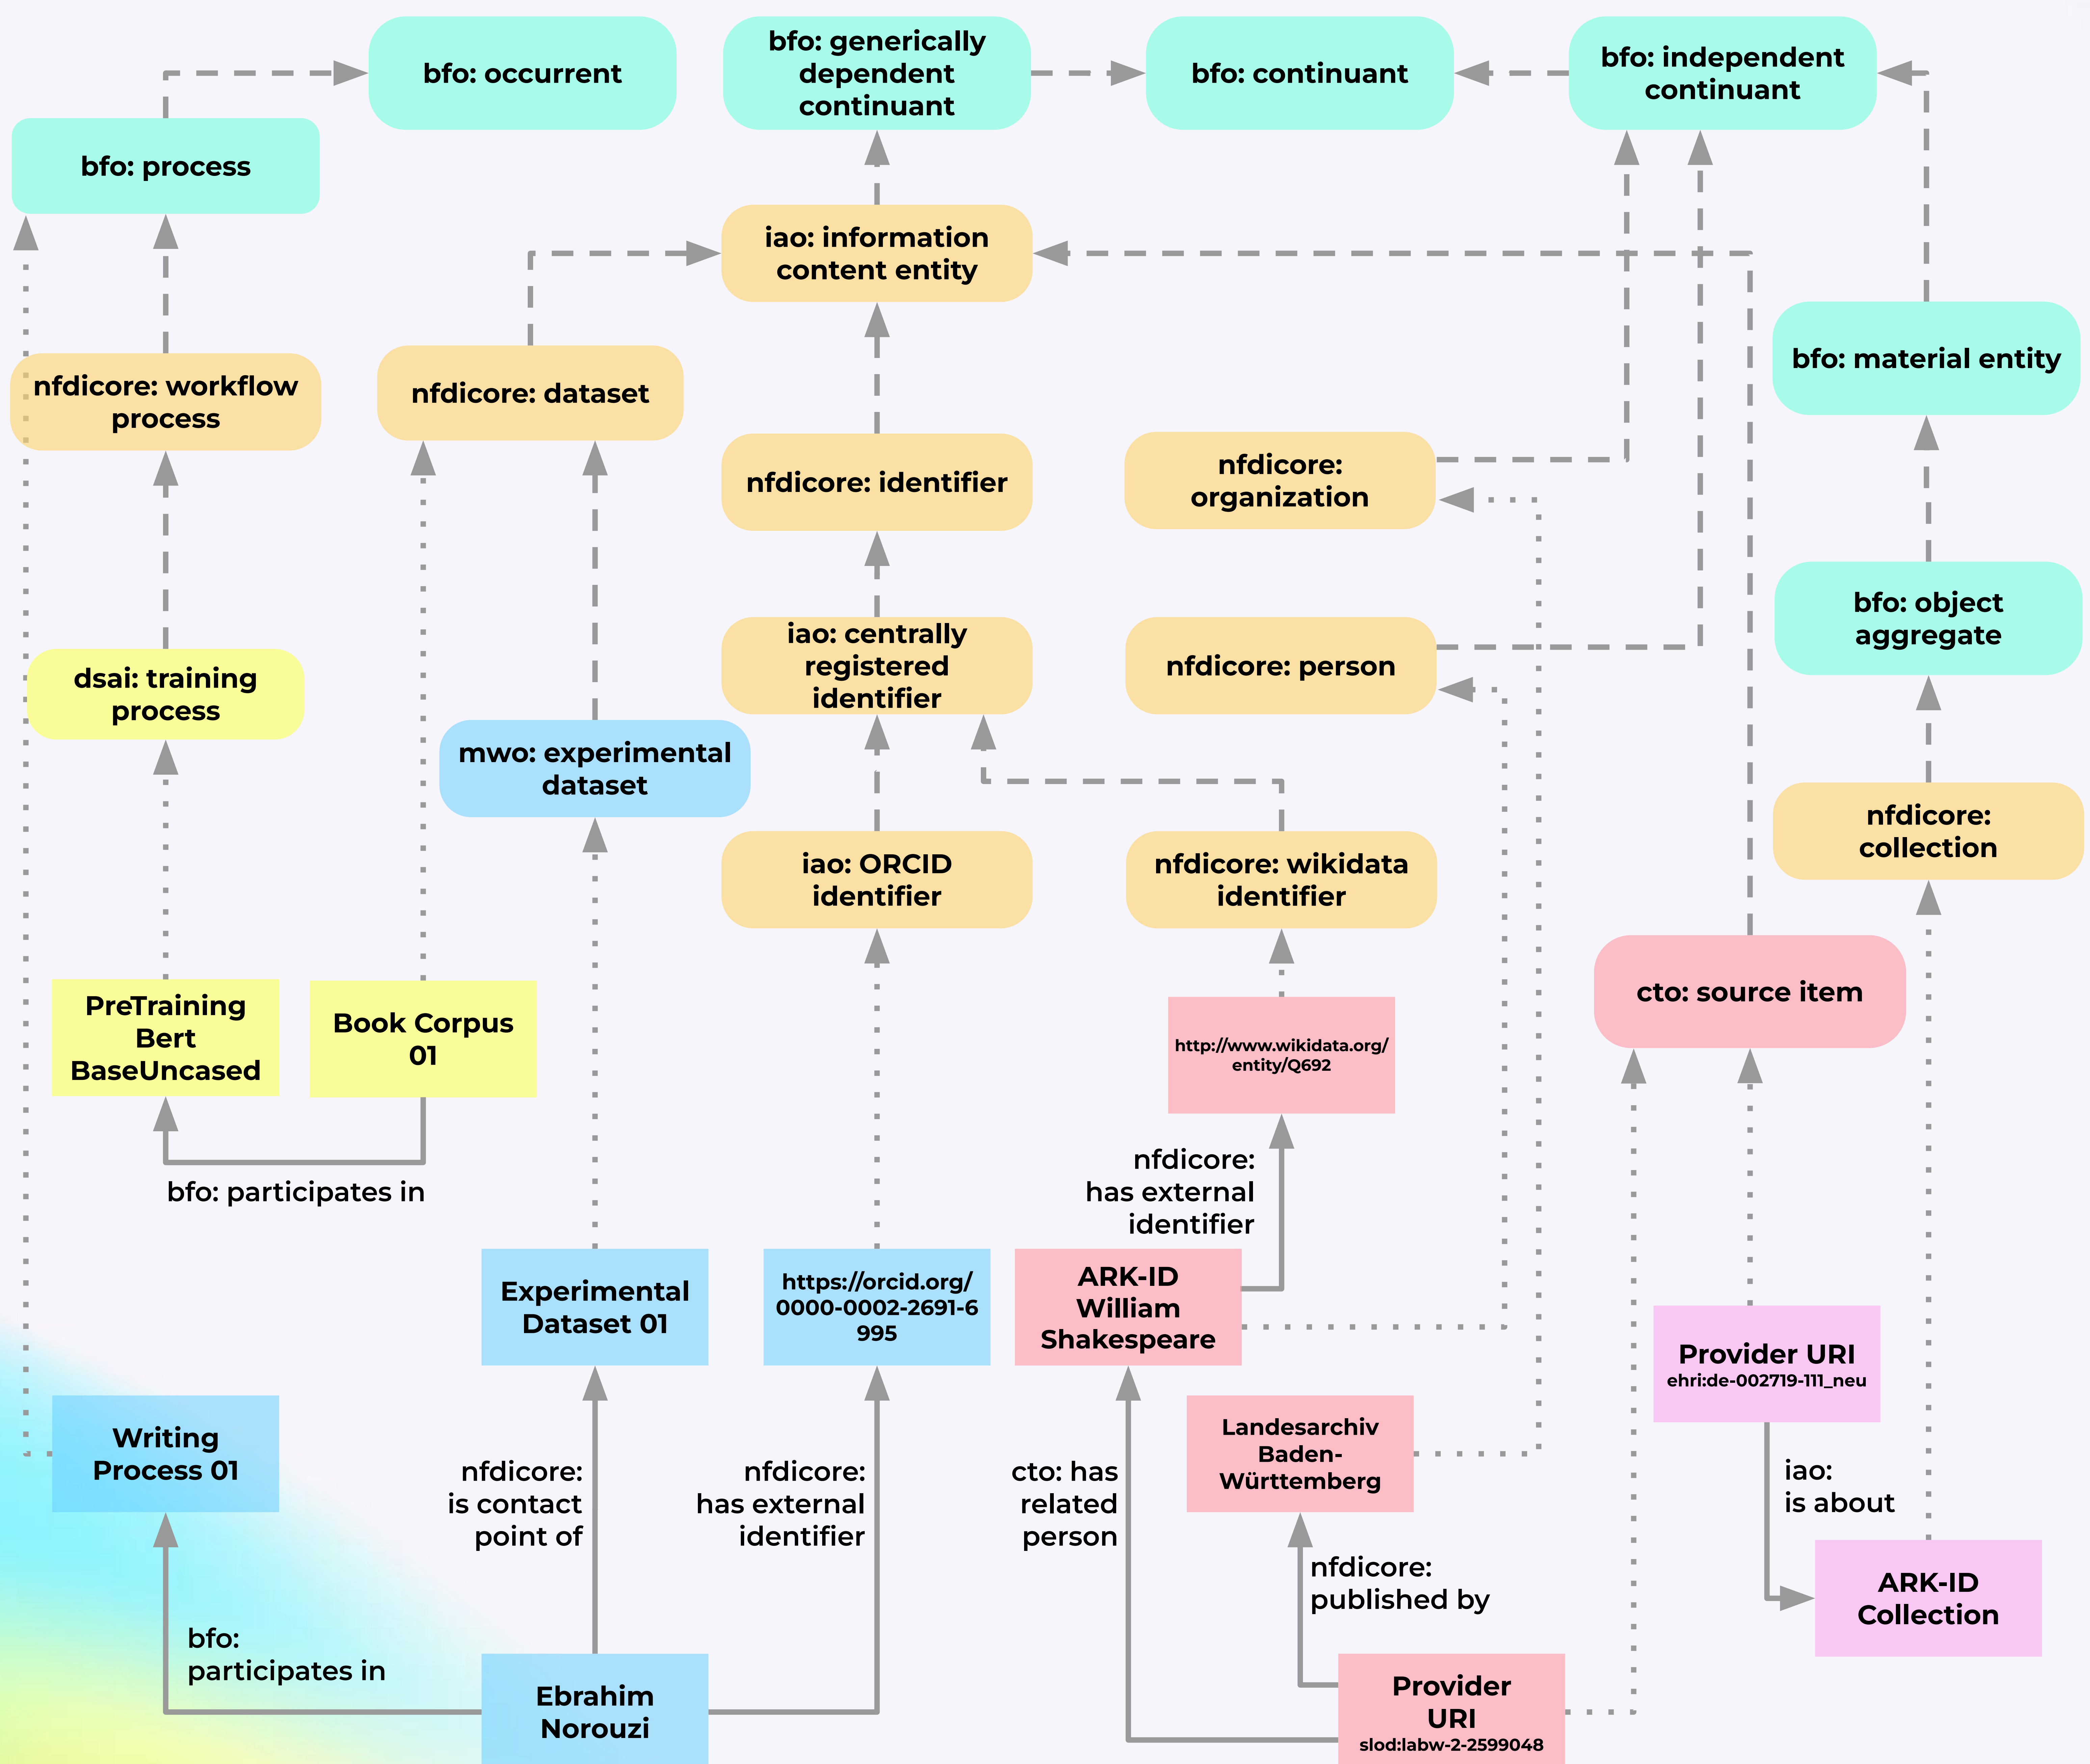 bfo: occurrent
bfo: generically
dependent
continuant
bfo: continuant
bfo: independent
continuant
bfo: process
iao: information
content entity
bfo: material entity
nfdicore: workflow
process
nfdicore: dataset
nfdicore: identifier
nfdicore:
organization
bfo: object
aggregate
dsai: training
process
iao: centrally
registered
identifier
nfdicore: person
mwo: experimental
dataset
nfdicore:
collection
iao: ORCID
identifier
nfdicore: wikidata
identifier
cto: source item
PreTraining
Bert
BaseUncased
Book Corpus
01
http://www.wikidata.org/
entity/Q692
bfo: participates in
nfdicore:
has external
identifier
Experimental
Dataset 01
https://orcid.org/
0000-0002-2691-6
995
ARK-ID
William
Shakespeare
Provider URI
ehri:de-002719-111_neu
Writing
Process 01
nfdicore:
is contact
point of
nfdicore:
has external
identifier
cto: has
related
person
Landesarchiv
Baden-
Württemberg
iao:
is about
nfdicore:
published by
ARK-ID
Collection
bfo:
participates in
Ebrahim
Norouzi
Provider
URI
slod:labw-2-2599048